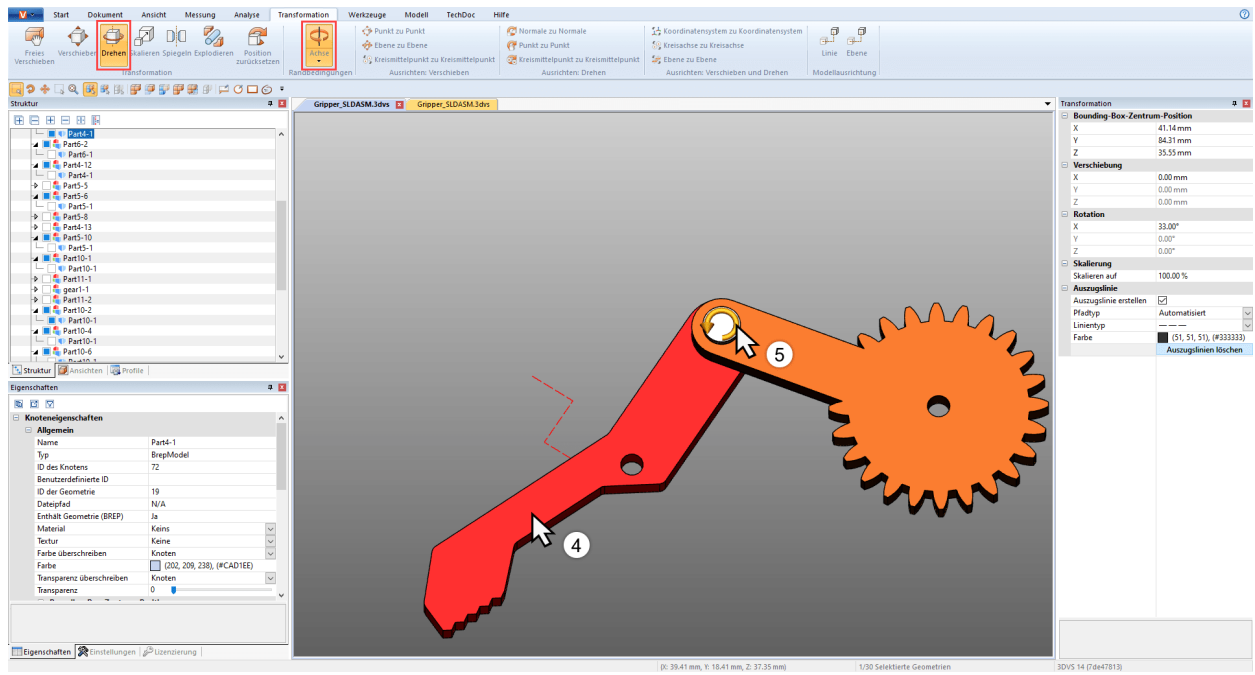 V
Start Dokument Ansicht Messung Analyse Transformation Werkzeuge Modell TechDoc Hilfe
Freies Verschieben
Verschieben
Drehen
Skalieren
Spiegeln
Explodieren
Position zurücksetzen
Transformation
Achse
Randbedingungen
Punkt zu Punkt
Ebene zu Ebene
Kreismittelpunkt zu Kreismittelpunkt
Ausrichten: Verschieben
Normale zu Normale
Punkt zu Punkt
Kreismittelpunkt zu Kreismittelpunkt
Ausrichten: Drehen
Koordinatensystem zu Koordinatensystem
Kreisachse zu Kreisachse
Ebene zu Ebene
Ausrichten: Verschieben und Drehen
Linie Ebene
Modellausrichtung
Struktur
Part4-1
Part6-2
Part6-1
Part4-12
Part4-1
Part5-5
Part5-6
Part5-1
Part5-8
Part4-13
Part5-10
Part5-1
Part10-1
Part10-1
Part11-1
gear1-1
Part11-2
Part10-2
Part10-1
Part10-4
Part10-1
Part10-6
Struktur Ansichten Profile
Eigenschaften
Knoteneigenschaften
Allgemein
Name Part4-1
Typ BrepModel
ID des Knotens 72
Benutzerdefinierte ID
ID der Geometrie 19
Dateipfad N/A
Enthält Geometrie (BREP) Ja
Material Keins
Textur Keine
Farbe überschreiben Knoten
Farbe (202, 209, 238), (#CAD1EE)
Transparenz überschreiben Knoten
Transparenz 0
Eigenschaften Einstellungen Lizenzierung
Gripper_SLDASM.3dvs Gripper_SLDASM.3dvs
5
4
Transformation
Bounding-Box-Zentrum-Position
X 41.14 mm
Y 84.31 mm
Z 35.55 mm
Verschiebung
X 0.00 mm
Y 0.00 mm
Z 0.00 mm
Rotation
X 33.00°
Y 0.00°
Z 0.00°
Skalierung
Skalieren auf 100.00 %
Auszugslinie
Auszugslinie erstellen
Pfadtyp Automatisiert
Linientyp
Farbe (51, 51, 51), (#333333)
Auszugslinien löschen
(X: 39.41 mm, Y: 18.41 mm, Z: 37.35 mm) 1/30 Selektierte Geometrien 3DVS 14 (7de47813)